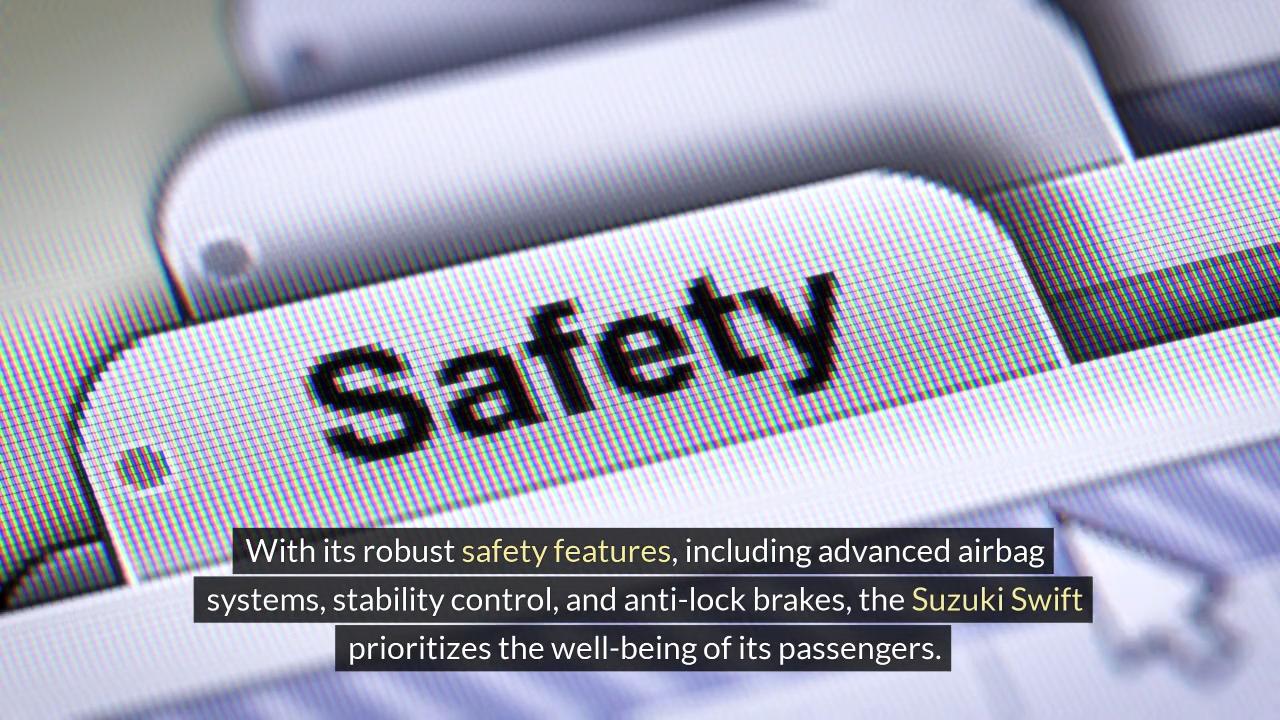 Safety
With its robust safety features, including advanced airbag
systems, stability control, and anti-lock brakes, the Suzuki Swift
prioritizes the well-being of its passengers.